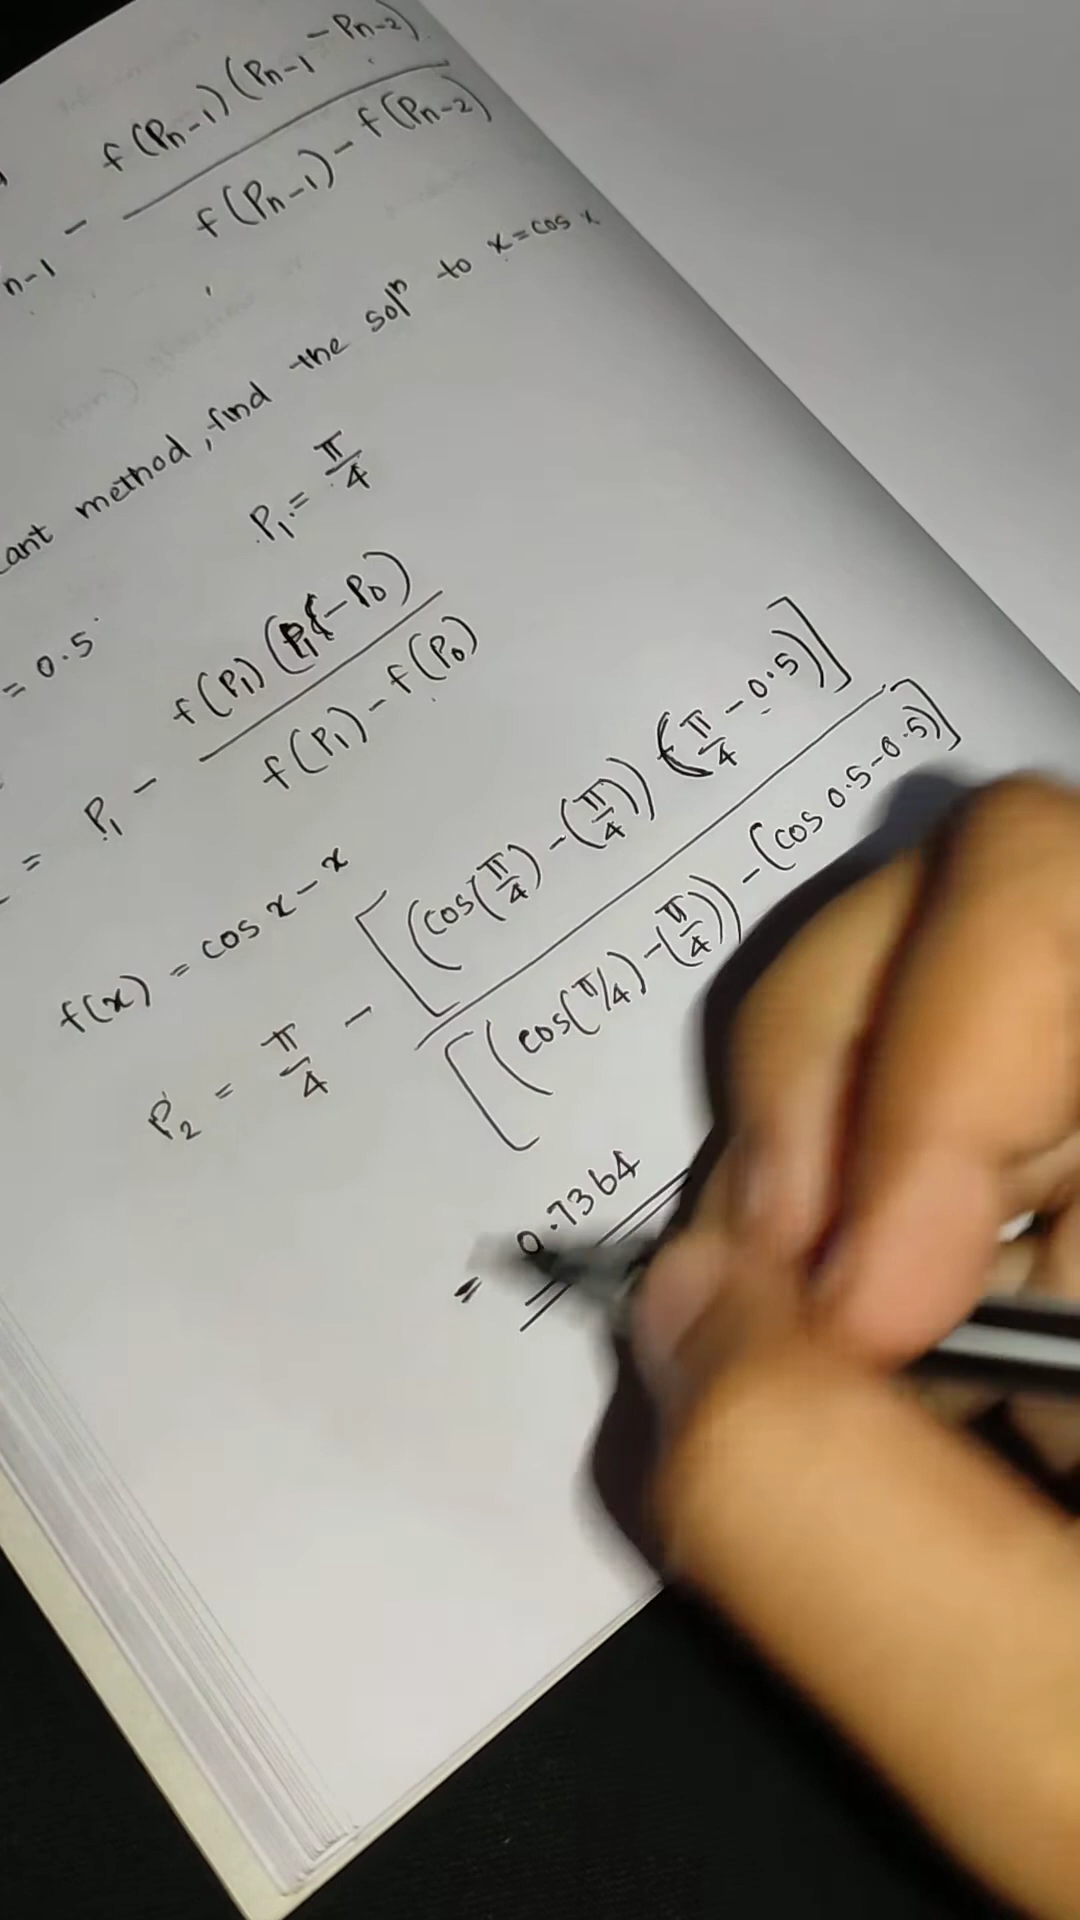 f(Pn-1)(Pn-1 - Pn-2)
n-1 - ————
f(Pn-1) - f(Pn-2)
ant method, find the solⁿ to x = cos x
= 0.5 P₁ = π/4
f(P₁)(P₁ - P₀)
= P₁ - ————
f(P₁) - f(P₀)
f(x) = cos x - x
P₂ = π/4 - [(cos(π/4) - (π/4))(π/4 - 0.5)]
————
[(cos(π/4) - (π/4)) - (cos 0.5 - 0.5)]
= 0.7364